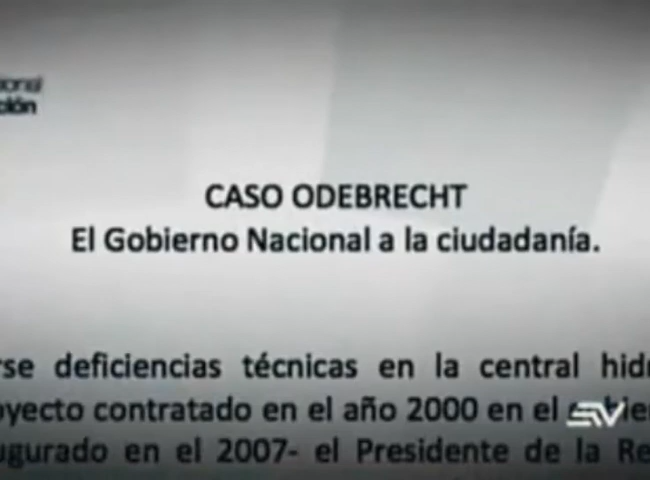 CASO ODEBRECHT
El Gobierno Nacional a la ciudadanía.
deficiencias técnicas en la central
contratado en el año 2000 en el
en el 2007- el Presidente de la